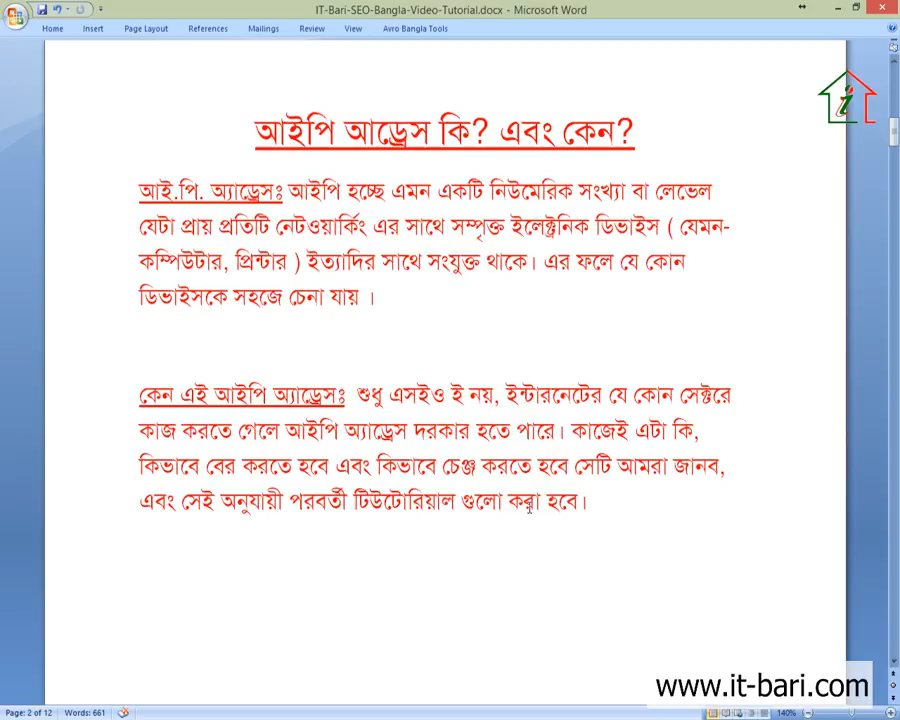 IT-Bari-SEO-Bangla-Video-Tutorial.docx - Microsoft Word
Home Insert Page Layout References Mailings Review View Avro Bangla Tools
আইপি আড্রেস কি? এবং কেন?
আই.পি. অ্যাড্রেসঃ আইপি হচ্ছে এমন একটি নিউমেরিক সংখ্যা বা লেভেল
যেটা প্রায় প্রতিটি নেটওয়ার্কিং এর সাথে সম্পৃক্ত ইলেক্ট্রনিক ডিভাইস ( যেমন-
কম্পিউটার, প্রিন্টার ) ইত্যাদির সাথে সংযুক্ত থাকে। এর ফলে যে কোন
ডিভাইসকে সহজে চেনা যায় ।
কেন এই আইপি অ্যাড্রেসঃ শুধু এসইও ই নয়, ইন্টারনেটের যে কোন সেক্টরে
কাজ করতে গেলে আইপি অ্যাড্রেস দরকার হতে পারে। কাজেই এটা কি,
কিভাবে বের করতে হবে এবং কিভাবে চেঞ্জ করতে হবে সেটি আমরা জানব,
এবং সেই অনুযায়ী পরবর্তী টিউটোরিয়াল গুলো করা হবে।
www.it-bari.com
Page: 2 of 12 Words: 661 140%